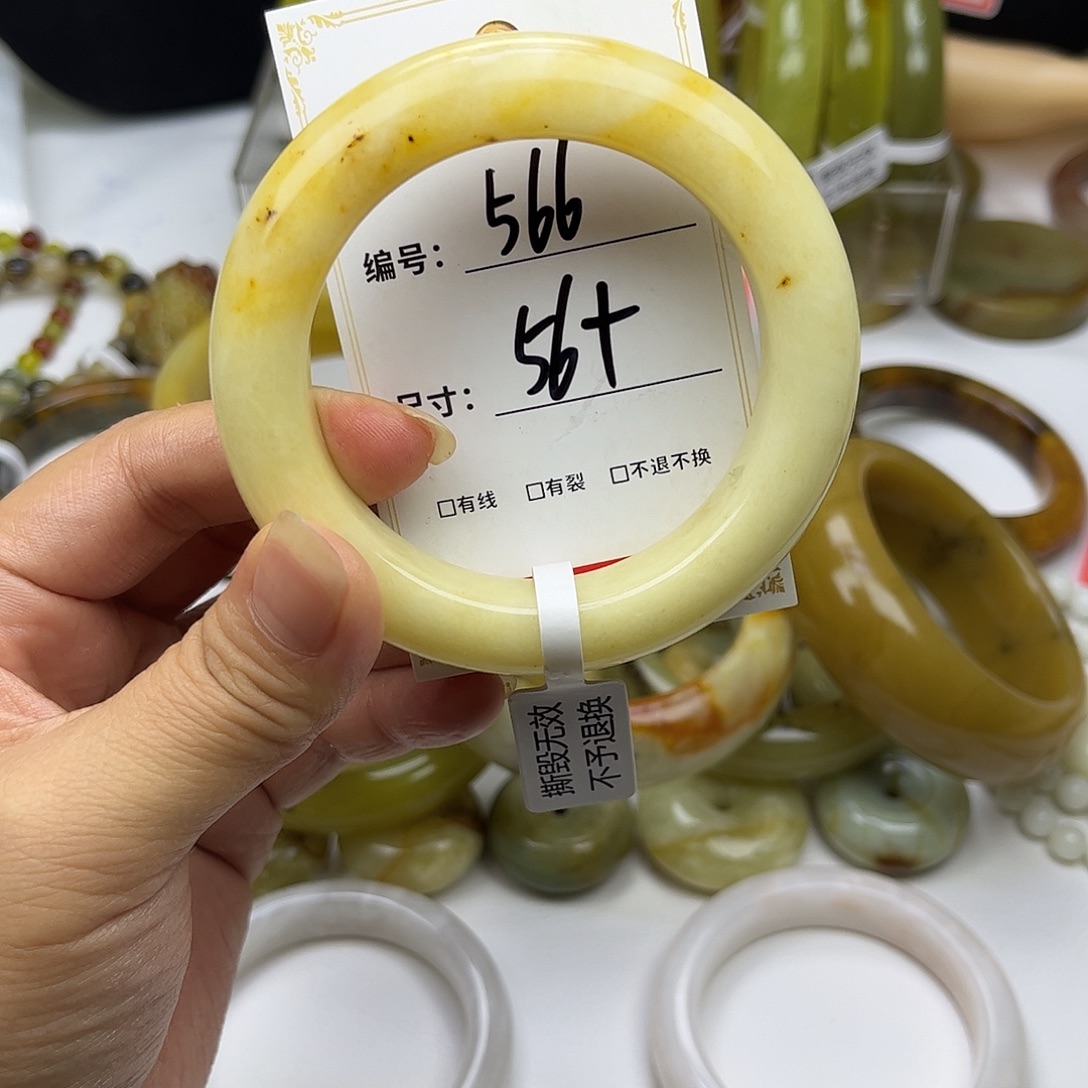 编号：566
尺寸：56+
□有线 □有裂 □不退不换
撕毁无效
不予退换